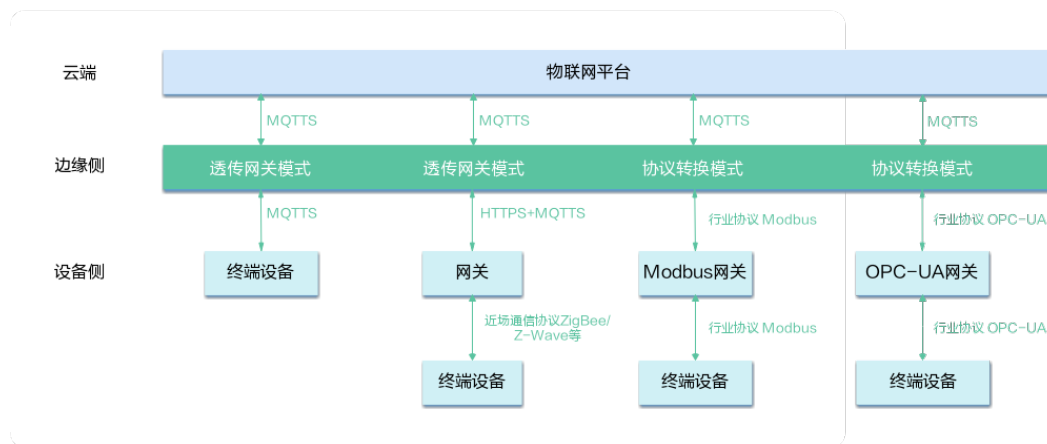 云端
物联网平台
MQTTS
MQTTS
MQTTS
MQTTS
边缘侧
透传网关模式
透传网关模式
协议转换模式
协议转换模式
MQTTS
HTTPS+MQTTS
行业协议 Modbus
行业协议 OPC-UA
设备侧
终端设备
网关
Modbus网关
OPC-UA网关
近场通信协议ZigBee/
Z-Wave等
行业协议 Modbus
行业协议 OPC-UA
终端设备
终端设备
终端设备